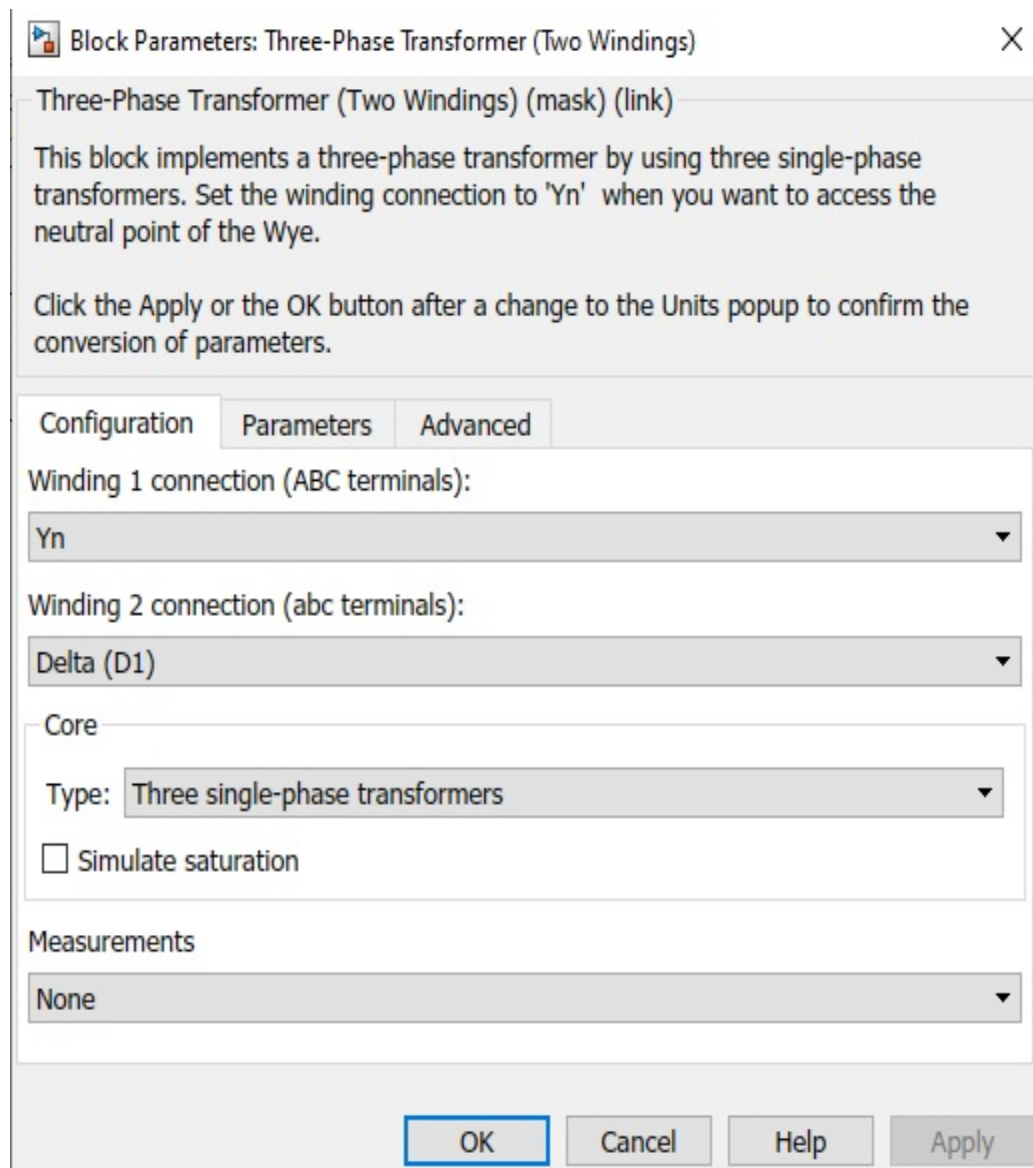 Block Parameters: Three-Phase Transformer (Two Windings)
Three-Phase Transformer (Two Windings) (mask) (link)
This block implements a three-phase transformer by using three single-phase
transformers. Set the winding connection to 'Yn' when you want to access the
neutral point of the Wye.
Click the Apply or the OK button after a change to the Units popup to confirm the
conversion of parameters.
Configuration Parameters Advanced
Winding 1 connection (ABC terminals):
Yn
Winding 2 connection (abc terminals):
Delta (D1)
Core
Type: Three single-phase transformers
Simulate saturation
Measurements
None
OK Cancel Help Apply